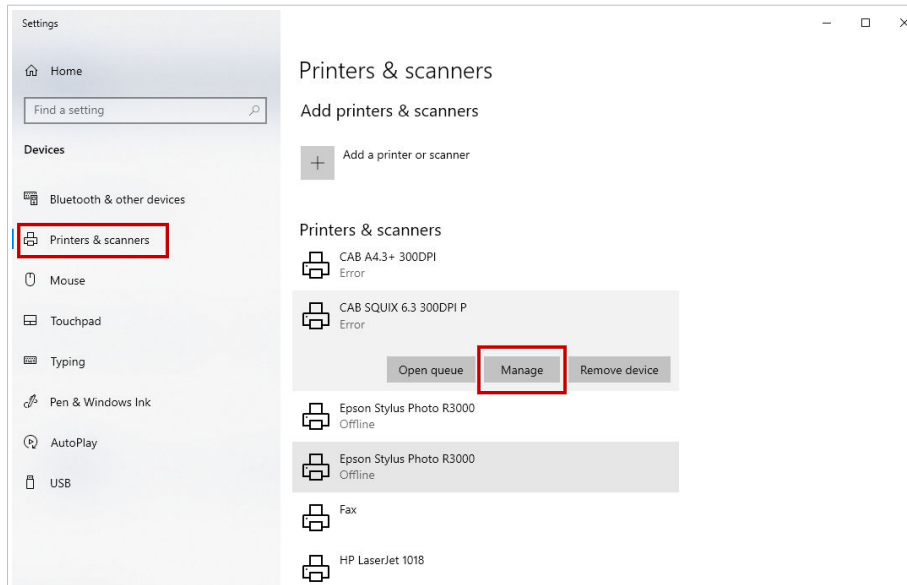 Settings
Home
Find a setting
Devices
Bluetooth & other devices
Printers & scanners
Mouse
Touchpad
Typing
Pen & Windows Ink
AutoPlay
USB
Printers & scanners
Add printers & scanners
Add a printer or scanner
Printers & scanners
CAB A4.3+ 300DPI
Error
CAB SQUIX 6.3 300DPI P
Error
Open queue Manage Remove device
Epson Stylus Photo R3000
Offline
Epson Stylus Photo R3000
Offline
Fax
HP LaserJet 1018